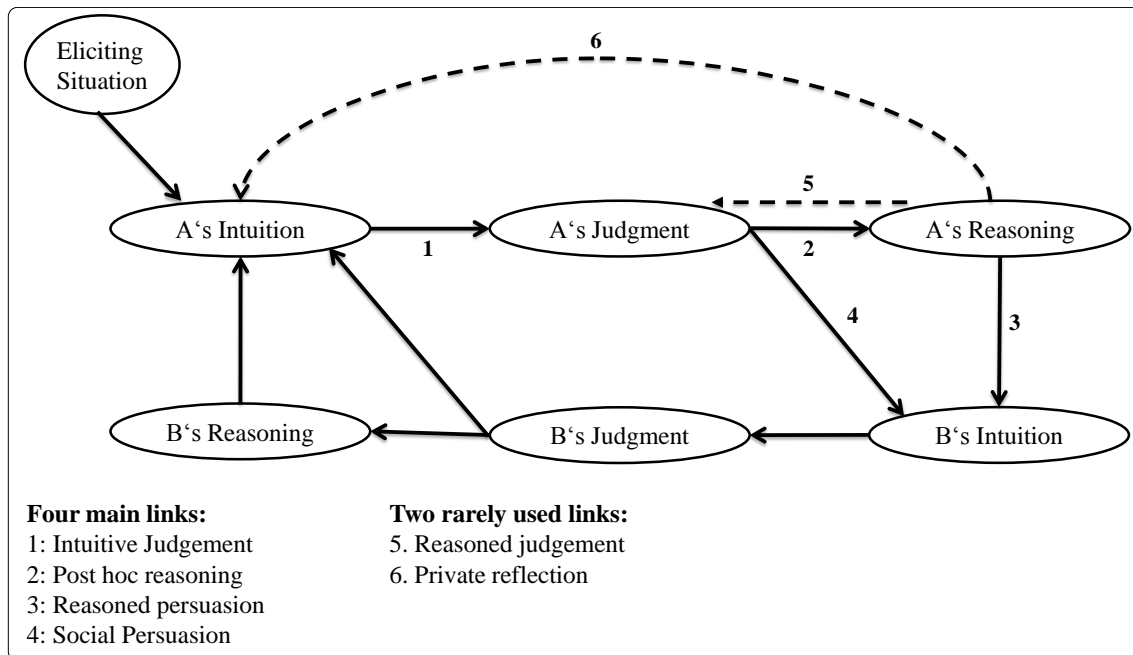 6
Eliciting
Situation
5
A‘s Intuition
A‘s Judgment
A‘s Reasoning
1
2
4
3
B‘s Reasoning
B‘s Judgment
B‘s Intuition
Four main links:
1: Intuitive Judgement
2: Post hoc reasoning
3: Reasoned persuasion
4: Social Persuasion
Two rarely used links:
5. Reasoned judgement
6. Private reflection